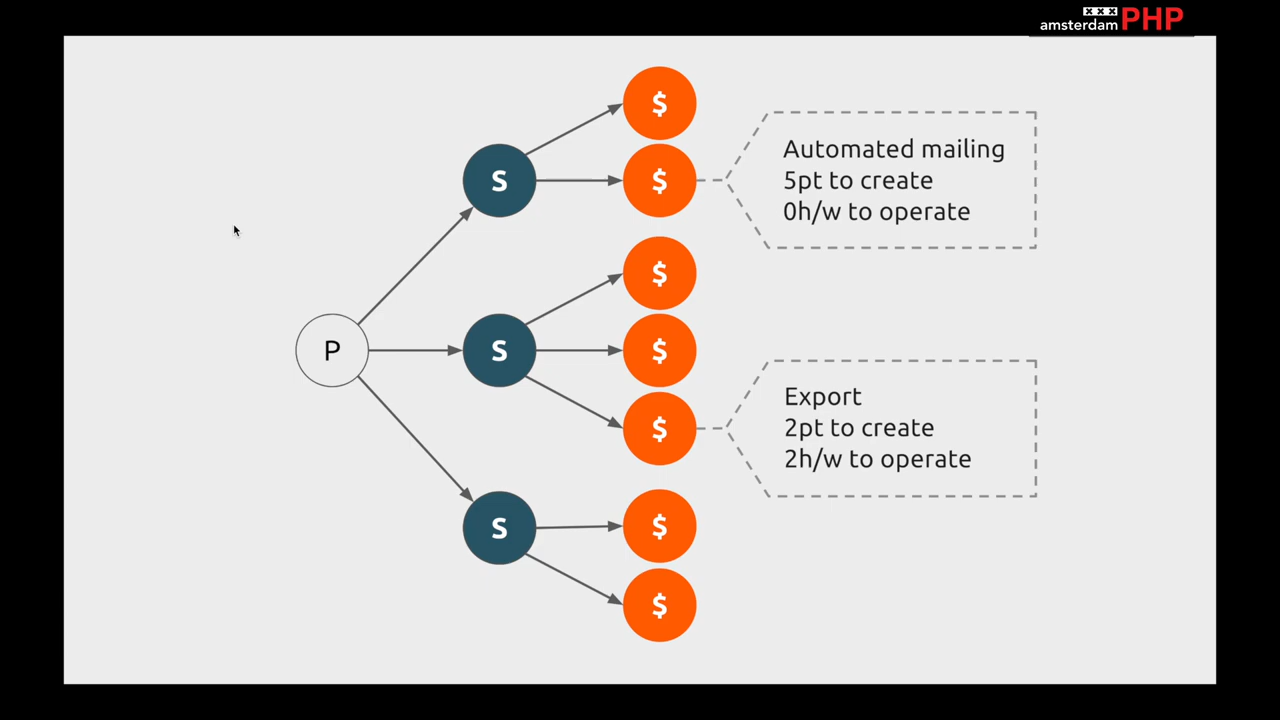 amsterdamPHP
$
S
$
Automated mailing
5pt to create
0h/w to operate
$
P
S
$
$
Export
2pt to create
2h/w to operate
S
$
$